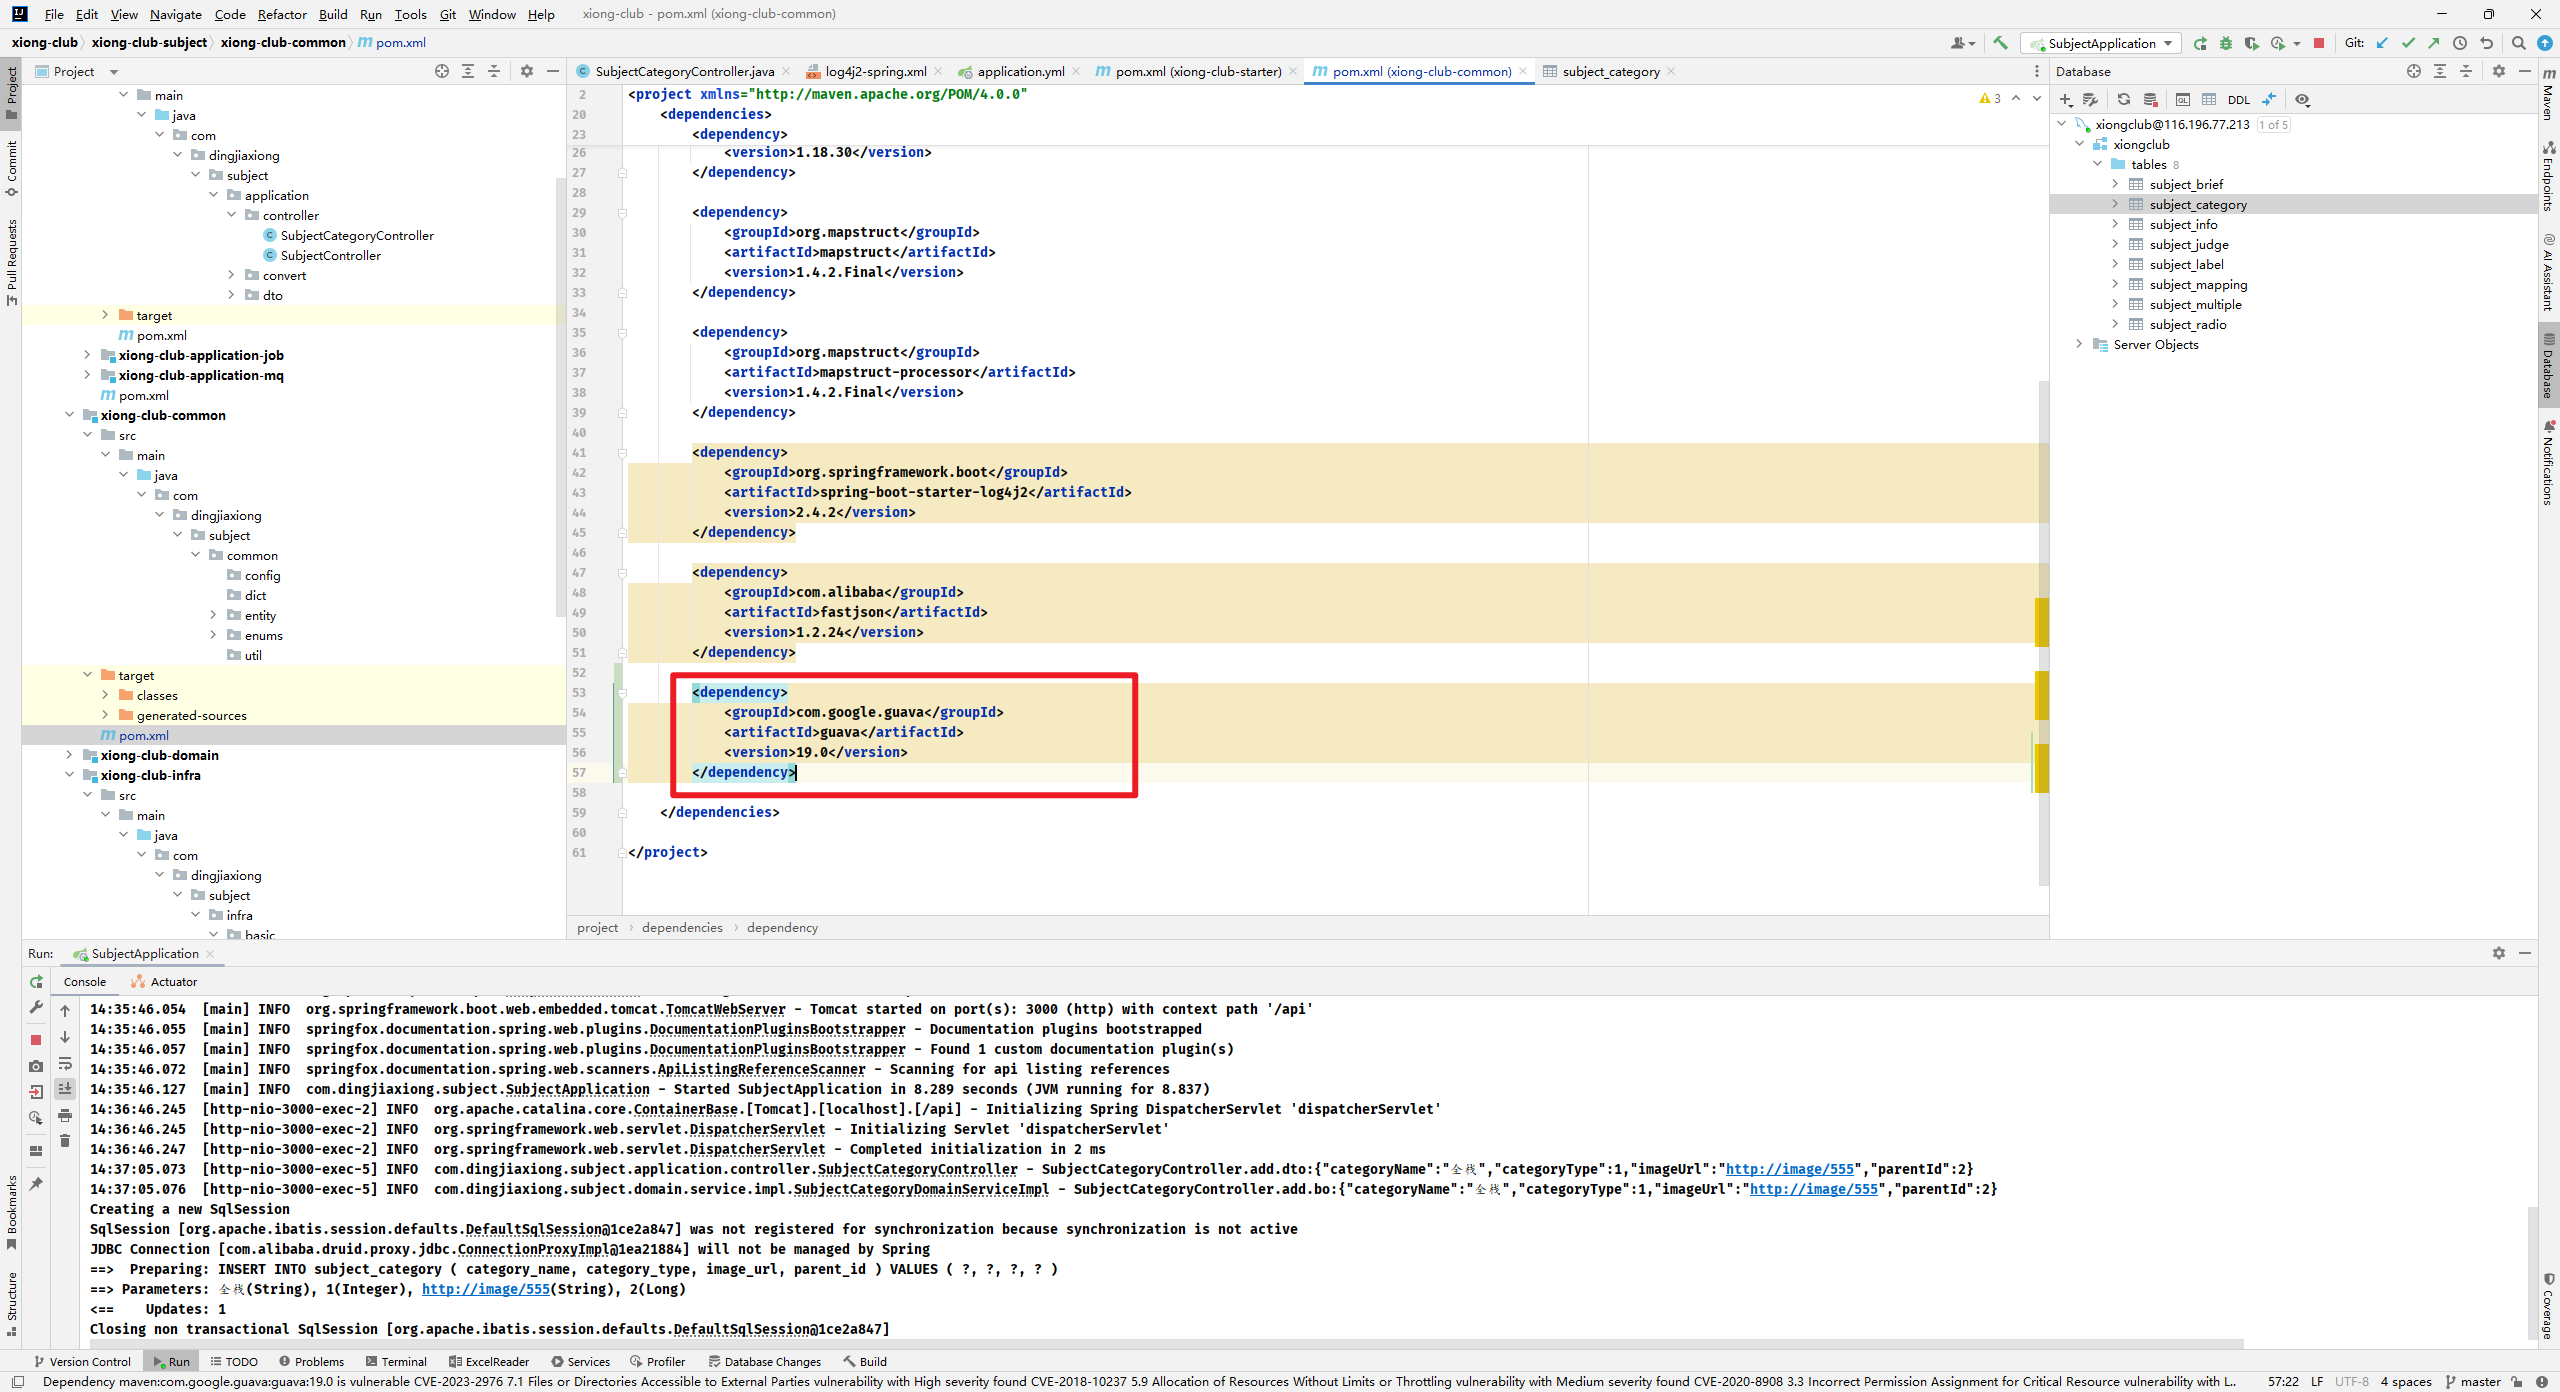 File Edit View Navigate Code Refactor Build Run Tools Git Window Help xiong-club - pom.xml (xiong-club-common)
xiong-club xiong-club-subject xiong-club-common pom.xml
SubjectApplication Git:
Project
SubjectCategoryController.java log4j2-spring.xml application.yml pom.xml (xiong-club-starter) pom.xml (xiong-club-common) subject_category
Database
Project
Commit
Pull Requests
Bookmarks
Structure
main
java
com
dingjiaxiong
subject
application
controller
SubjectCategoryController
SubjectController
convert
dto
target
pom.xml
xiong-club-application-job
xiong-club-application-mq
pom.xml
xiong-club-common
src
main
java
com
dingjiaxiong
subject
common
config
dict
entity
enums
util
target
classes
generated-sources
pom.xml
xiong-club-domain
xiong-club-infra
src
main
java
com
dingjiaxiong
subject
infra
basic
2 <project xmlns="http://maven.apache.org/POM/4.0.0"
20 <dependencies>
23 <dependency>
26 <version>1.18.30</version>
27 </dependency>
28
29 <dependency>
30 <groupId>org.mapstruct</groupId>
31 <artifactId>mapstruct</artifactId>
32 <version>1.4.2.Final</version>
33 </dependency>
34
35 <dependency>
36 <groupId>org.mapstruct</groupId>
37 <artifactId>mapstruct-processor</artifactId>
38 <version>1.4.2.Final</version>
39 </dependency>
40
41 <dependency>
42 <groupId>org.springframework.boot</groupId>
43 <artifactId>spring-boot-starter-log4j2</artifactId>
44 <version>2.4.2</version>
45 </dependency>
46
47 <dependency>
48 <groupId>com.alibaba</groupId>
49 <artifactId>fastjson</artifactId>
50 <version>1.2.24</version>
51 </dependency>
52
53 <dependency>
54 <groupId>com.google.guava</groupId>
55 <artifactId>guava</artifactId>
56 <version>19.0</version>
57 </dependency>
58
59 </dependencies>
60
61 </project>
3
project dependencies dependency
DDL
xiongclub@116.196.77.213 1 of 5
xiongclub
tables 8
subject_brief
subject_category
subject_info
subject_judge
subject_label
subject_mapping
subject_multiple
subject_radio
Server Objects
Maven
Endpoints
AI Assistant
Database
Notifications
Coverage
Run: SubjectApplication
Console Actuator
14:35:46.054 [main] INFO org.springframework.boot.web.embedded.tomcat.TomcatWebServer - Tomcat started on port(s): 3000 (http) with context path '/api'
14:35:46.055 [main] INFO springfox.documentation.spring.web.plugins.DocumentationPluginsBootstrapper - Documentation plugins bootstrapped
14:35:46.057 [main] INFO springfox.documentation.spring.web.plugins.DocumentationPluginsBootstrapper - Found 1 custom documentation plugin(s)
14:35:46.072 [main] INFO springfox.documentation.spring.web.scanners.ApiListingReferenceScanner - Scanning for api listing references
14:35:46.127 [main] INFO com.dingjiaxiong.subject.SubjectApplication - Started SubjectApplication in 8.289 seconds (JVM running for 8.837)
14:36:46.245 [http-nio-3000-exec-2] INFO org.apache.catalina.core.ContainerBase.[Tomcat].[localhost].[/api] - Initializing Spring DispatcherServlet 'dispatcherServlet'
14:36:46.245 [http-nio-3000-exec-2] INFO org.springframework.web.servlet.DispatcherServlet - Initializing Servlet 'dispatcherServlet'
14:36:46.247 [http-nio-3000-exec-2] INFO org.springframework.web.servlet.DispatcherServlet - Completed initialization in 2 ms
14:37:05.073 [http-nio-3000-exec-5] INFO com.dingjiaxiong.subject.application.controller.SubjectCategoryController - SubjectCategoryController.add.dto:{"categoryName":"全栈","categoryType":1,"imageUrl":"http://image/555","parentId":2}
14:37:05.076 [http-nio-3000-exec-5] INFO com.dingjiaxiong.subject.domain.service.impl.SubjectCategoryDomainServiceImpl - SubjectCategoryController.add.bo:{"categoryName":"全栈","categoryType":1,"imageUrl":"http://image/555","parentId":2}
Creating a new SqlSession
SqlSession [org.apache.ibatis.session.defaults.DefaultSqlSession@1ce2a847] was not registered for synchronization because synchronization is not active
JDBC Connection [com.alibaba.druid.proxy.jdbc.ConnectionProxyImpl@1ea21884] will not be managed by Spring
==> Preparing: INSERT INTO subject_category ( category_name, category_type, image_url, parent_id ) VALUES ( ?, ?, ?, ? )
==> Parameters: 全栈(String), 1(Integer), http://image/555(String), 2(Long)
<== Updates: 1
Closing non transactional SqlSession [org.apache.ibatis.session.defaults.DefaultSqlSession@1ce2a847]
Version Control Run TODO Problems Terminal ExcelReader Services Profiler Database Changes Build
Dependency maven:com.google.guava:guava:19.0 is vulnerable CVE-2023-2976 7.1 Files or Directories Accessible to External Parties vulnerability with High severity found CVE-2018-10237 5.9 Allocation of Resources Without Limits or Throttling vulnerability with Medium severity found CVE-2020-8908 3.3 Incorrect Permission Assignment for Critical Resource vulnerability with L.. 57:22 LF UTF-8 4 spaces master